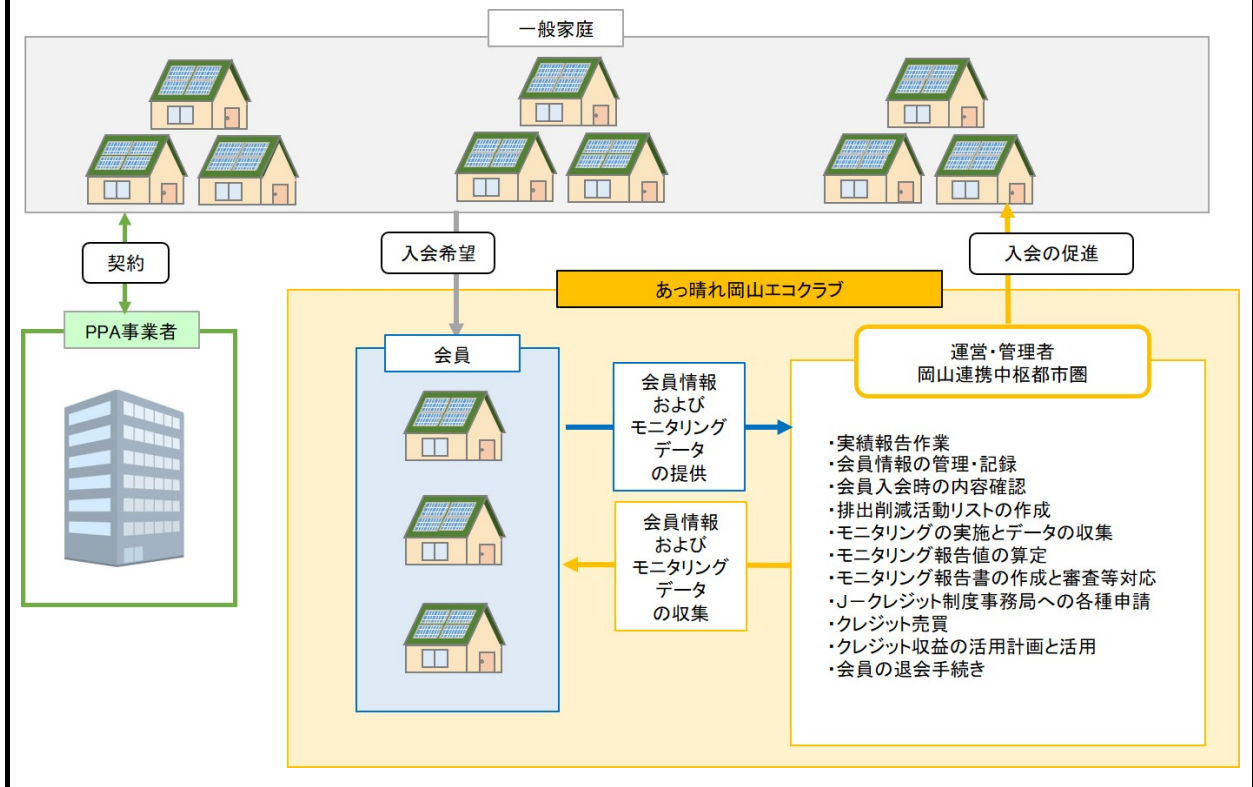 一般家庭
契約
入会希望
入会の促進
あっ晴れ岡山エコクラブ
PPA事業者
会員
運営・管理者
岡山連携中枢都市圏
会員情報
および
モニタリング
データ
の提供
会員情報
および
モニタリング
データ
の収集
・実績報告作業
・会員情報の管理・記録
・会員入会時の内容確認
・排出削減活動リストの作成
・モニタリングの実施とデータの収集
・モニタリング報告値の算定
・モニタリング報告書の作成と審査等対応
・J－クレジット制度事務局への各種申請
・クレジット売買
・クレジット収益の活用計画と活用
・会員の退会手続き